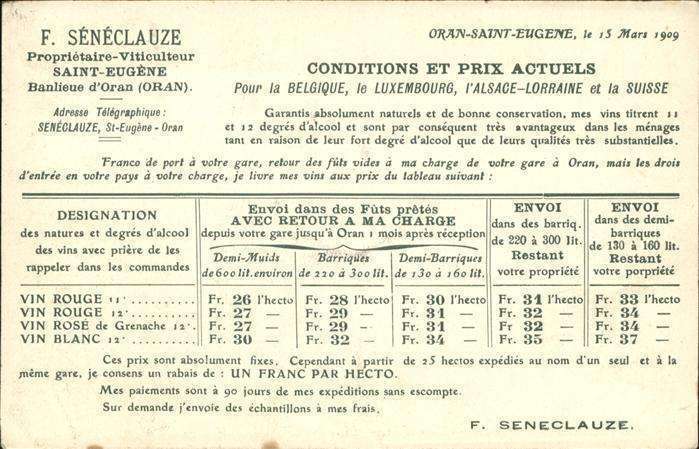 F. SÉNÉCLAUZE
Propriétaire-Viticulteur
SAINT-EUGÈNE
Banlieue d'Oran (ORAN).
Adresse Télégraphique :
SENÉCLAUZE, St-Eugène - Oran
ORAN-SAINT-EUGENE, le 15 Mars 1909
CONDITIONS ET PRIX ACTUELS
Pour la BELGIQUE, le LUXEMBOURG, l'ALSACE-LORRAINE et la SUISSE
Garantis absolument naturels et de bonne conservation, mes vins titrent 11
et 12 degrés d'alcool et sont par conséquent très avantageux dans les ménages
tant en raison de leur fort degré d'alcool que de leurs qualités très substantielles.
Franco de port à votre gare, retour des fûts vides à ma charge de votre gare à Oran, mais les droits
d'entrée en votre pays à votre charge, je livre mes vins aux prix du tableau suivant :
DESIGNATION
des natures et degrés d'alcool
des vins avec prière de les
rappeler dans les commandes
Envoi dans des Fûts prêtés
AVEC RETOUR A MA CHARGE
depuis votre gare jusqu'à Oran 1 mois après réception
Demi-Muids
de 600 lit. environ
Barriques
de 220 à 300 lit.
Demi-Barriques
de 130 à 160 lit.
ENVOI
dans des barriq.
de 220 à 300 lit.
Restant
votre propriété
ENVOI
dans des demi-
barriques
de 130 à 160 lit.
Restant
votre porpriété
VIN ROUGE 11° .......... Fr. 26 l'hecto Fr. 28 l'hecto Fr. 30 l'hecto Fr. 31 l'hecto Fr. 33 l'hecto
VIN ROUGE 12° .......... Fr. 27 — Fr. 29 — Fr. 31 — Fr. 32 — Fr. 34 —
VIN ROSÉ de Grenache 12°. Fr. 27 — Fr. 29 — Fr. 31 — Fr 32 — Fr. 34 —
VIN BLANC 12° .......... Fr. 30 — Fr. 32 — Fr. 34 — Fr. 35 — Fr. 37 —
Ces prix sont absolument fixes. Cependant à partir de 25 hectos expédiés au nom d'un seul et à la
même gare, je consens un rabais de : UN FRANC PAR HECTO.
Mes paiements sont à 90 jours de mes expéditions sans escompte.
Sur demande j'envoie des échantillons à mes frais.
F. SENECLAUZE.